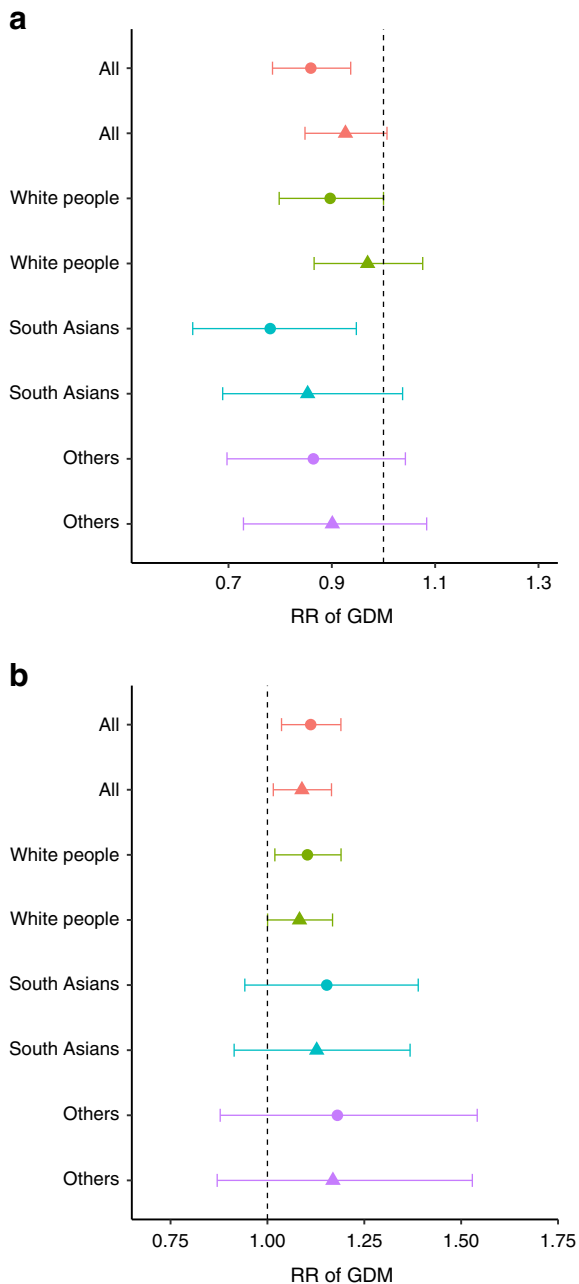 a
All
All
White people
White people
South Asians
South Asians
Others
Others
0.7 0.9 1.1 1.3
RR of GDM
b
All
All
White people
White people
South Asians
South Asians
Others
Others
0.75 1.00 1.25 1.50 1.75
RR of GDM